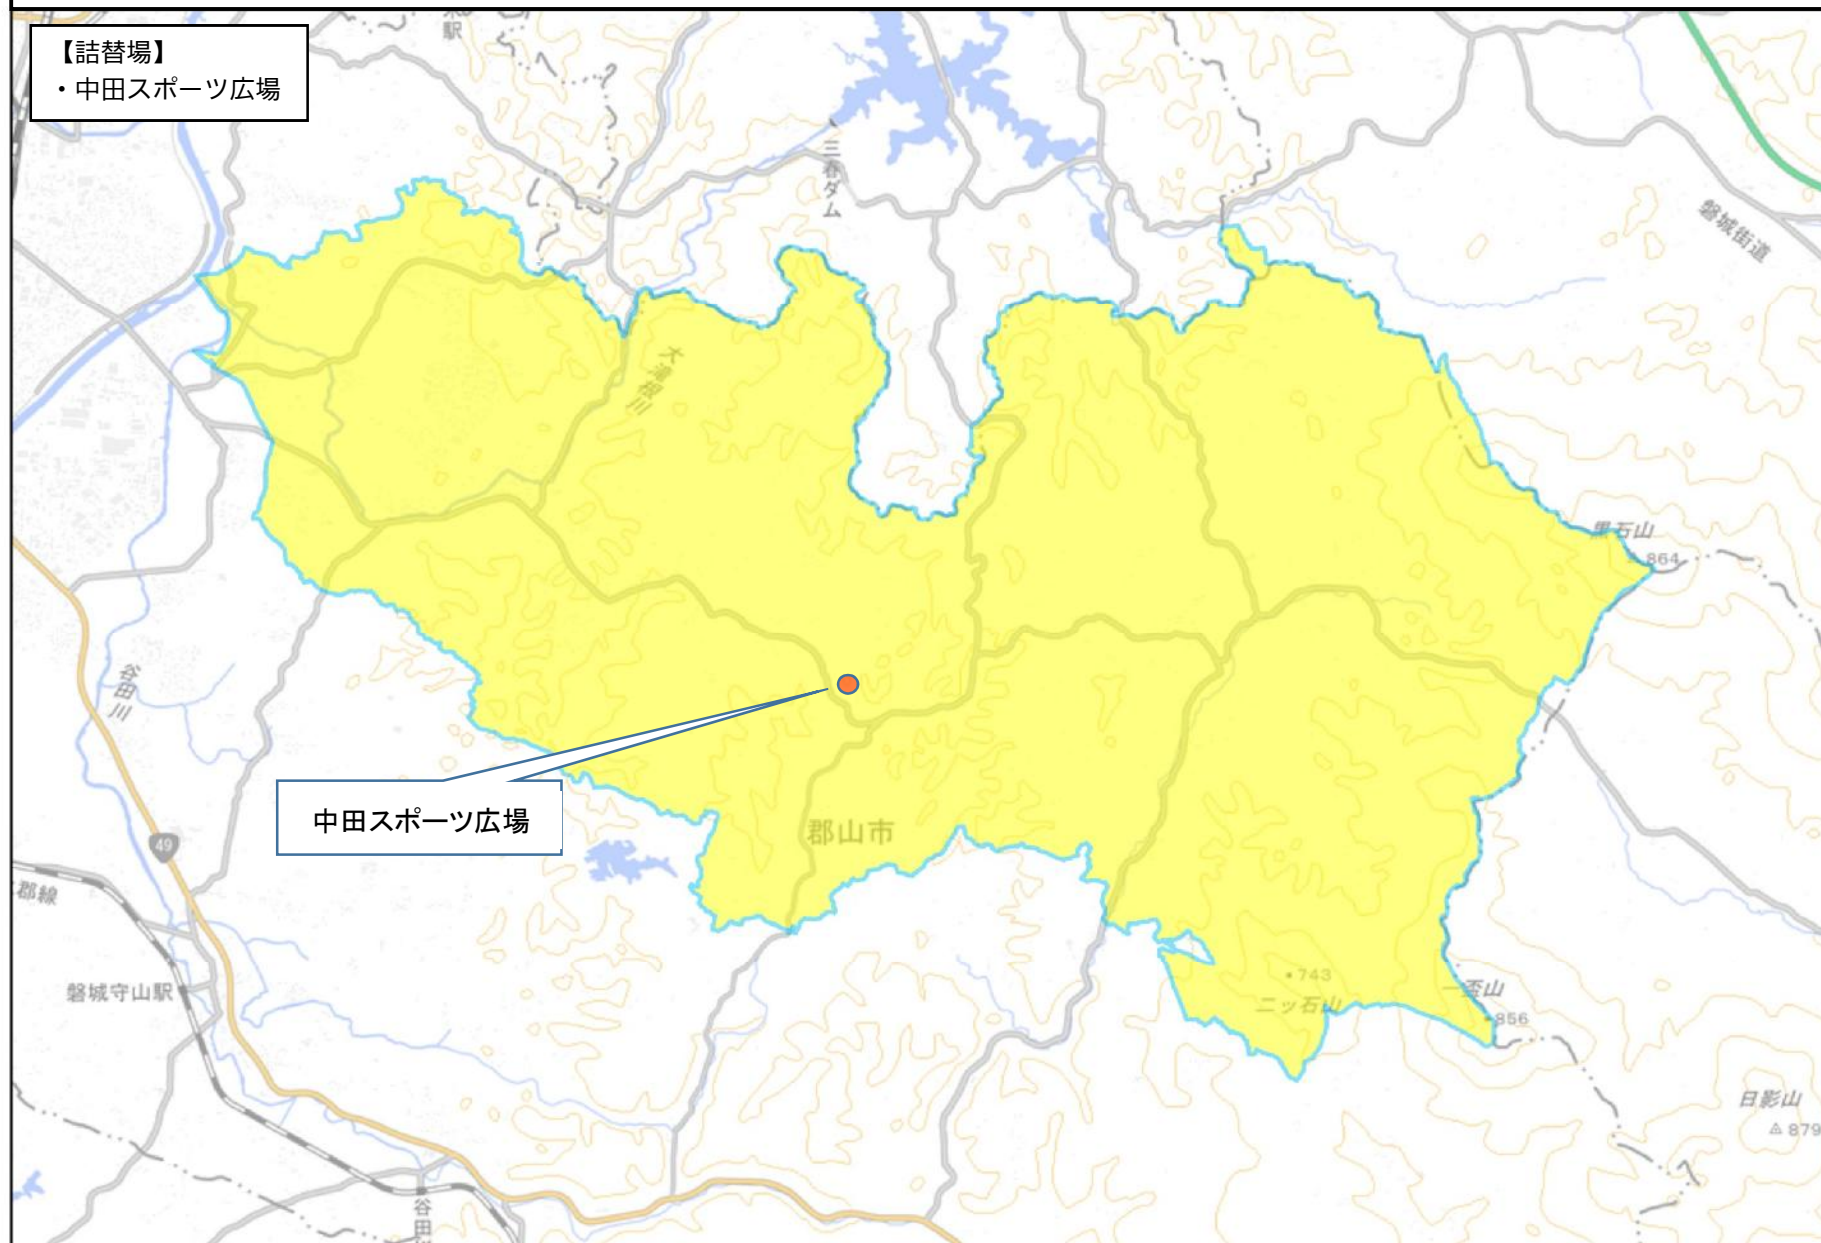 【詰替場】
・中田スポーツ広場
駅
三春ダム
磐城街道
大滝根川
黒石山
864
谷田川
中田スポーツ広場
郡山市
49
郡線
磐城守山駅
743
二ッ石山
一盃山
856
日影山
879
谷田